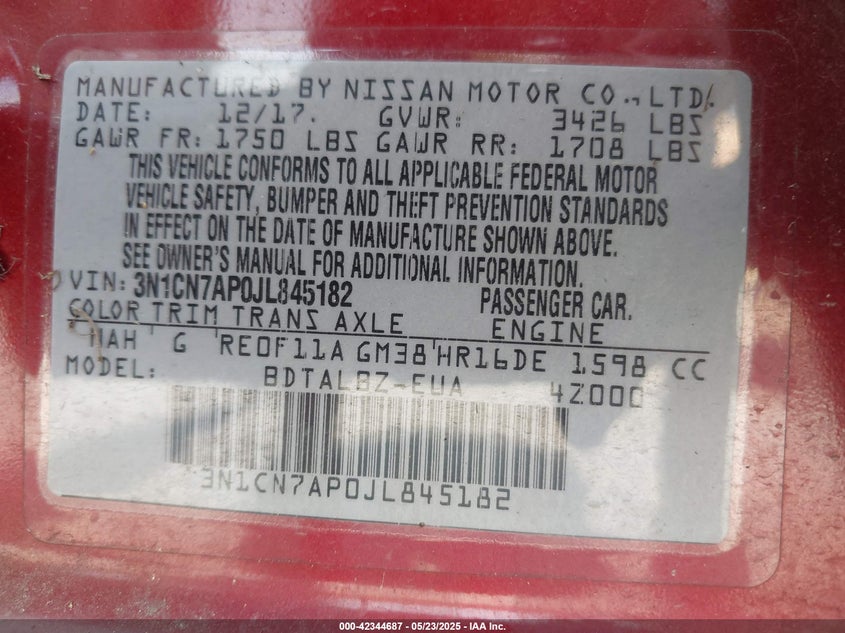 MANUFACTURED BY NISSAN MOTOR CO., LTD.
DATE: 12/17. GVWR: 3426 LBS
GAWR FR: 1750 LBS GAWR RR: 1708 LBS
THIS VEHICLE CONFORMS TO ALL APPLICABLE FEDERAL MOTOR
VEHICLE SAFETY, BUMPER AND THEFT PREVENTION STANDARDS
IN EFFECT ON THE DATE OF MANUFACTURE SHOWN ABOVE.
SEE OWNER'S MANUAL FOR ADDITIONAL INFORMATION.
VIN: 3N1CN7AP0JL845182 PASSENGER CAR.
COLOR TRIM TRANS AXLE ENGINE
NAH G RE0F11A GM38 HR16DE 1598 CC
MODEL: BDTALBZ-EUA 4Z000
3N1CN7AP0JL845182
000-42344687 - 05/23/2025 - IAA Inc.